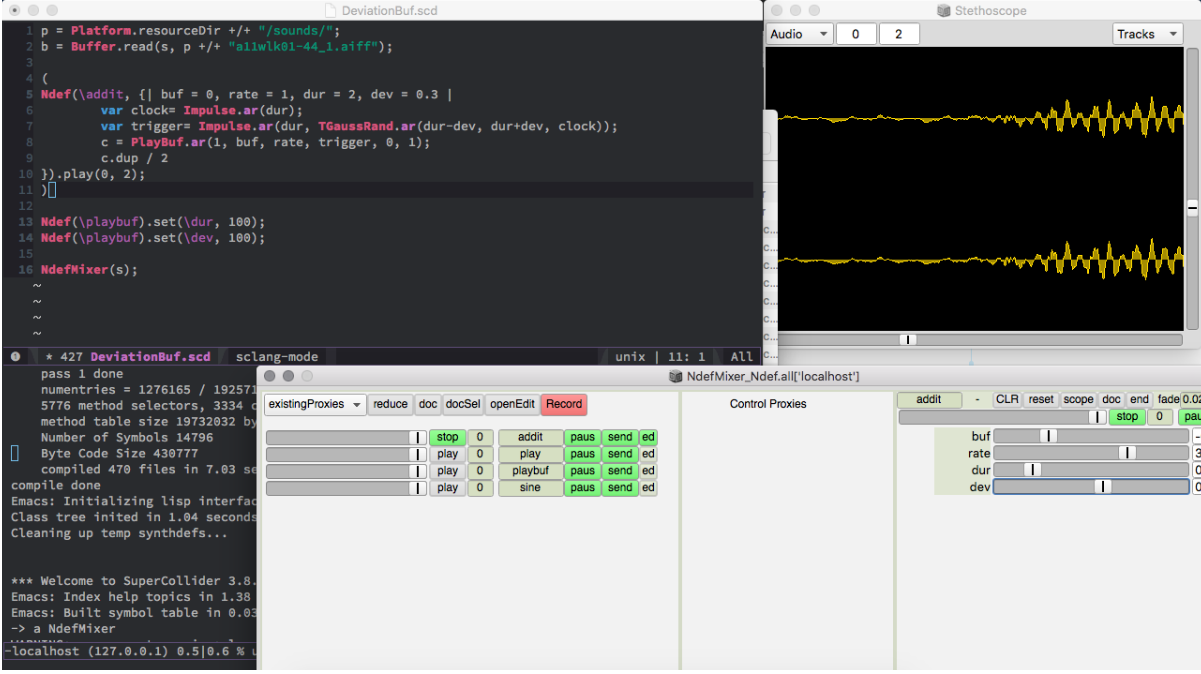 DeviationBuf.scd
1 p = Platform.resourceDir +/+ "/sounds/";
2 b = Buffer.read(s, p +/+ "a11wlk01-44_1.aiff");
3
4 (
5 Ndef(\addit, {| buf = 0, rate = 1, dur = 2, dev = 0.3 |
6 var clock= Impulse.ar(dur);
7 var trigger= Impulse.ar(dur, TGaussRand.ar(dur-dev, dur+dev, clock));
8 c = PlayBuf.ar(1, buf, rate, trigger, 0, 1);
9 c.dup / 2
10 }).play(0, 2);
11 )
12
13 Ndef(\playbuf).set(\dur, 100);
14 Ndef(\playbuf).set(\dev, 100);
15
16 NdefMixer(s);
~
~
~
~
* 427 DeviationBuf.scd sclang-mode unix | 11: 1 All
pass 1 done
numentries = 1276165 / 192571
5776 method selectors, 3334 c
method table size 19732032 by
Number of Symbols 14796
Byte Code Size 430777
compiled 470 files in 7.03 se
compile done
Emacs: Initializing lisp interfac
Class tree inited in 1.04 seconds
Cleaning up temp synthdefs...
*** Welcome to SuperCollider 3.8.
Emacs: Index help topics in 1.38
Emacs: Built symbol table in 0.03
-> a NdefMixer
-localhost (127.0.0.1) 0.5|0.6 % u
Stethoscope
Audio 0 2 Tracks
c...
c...
c...
c...
c...
c...
c...
c...
NdefMixer_Ndef.all['localhost']
existingProxies reduce doc docSel openEdit Record
stop 0 addit paus send ed
play 0 play paus send ed
play 0 playbuf paus send ed
play 0 sine paus send ed
Control Proxies
addit - CLR reset scope doc end fade 0.02
stop 0 pau
buf -
rate 3
dur 0
dev 0